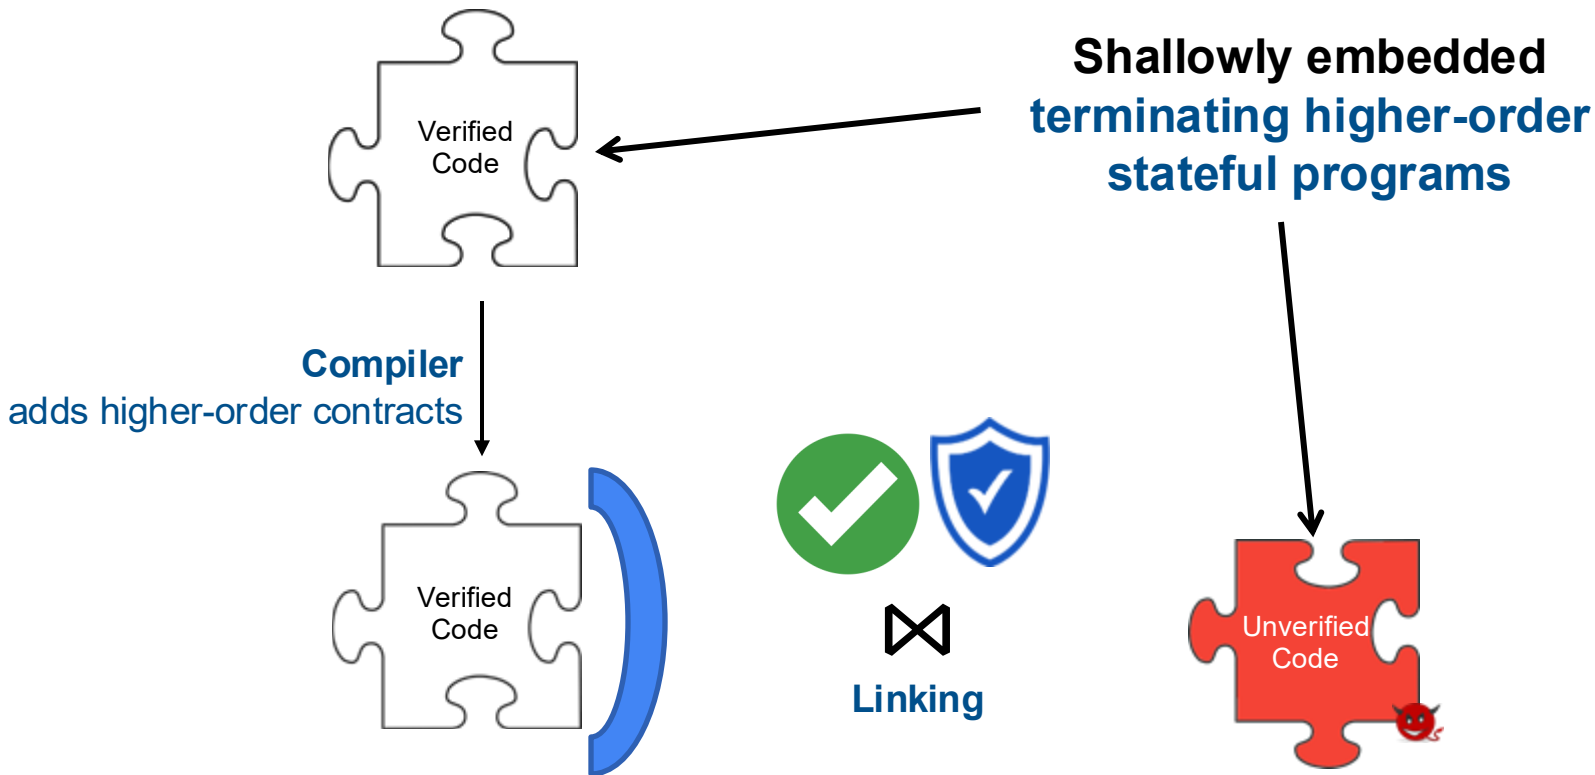 Shallowly embedded
terminating higher-order
stateful programs
Verified
Code
Compiler
adds higher-order contracts
Verified
Code
Linking
Unverified
Code